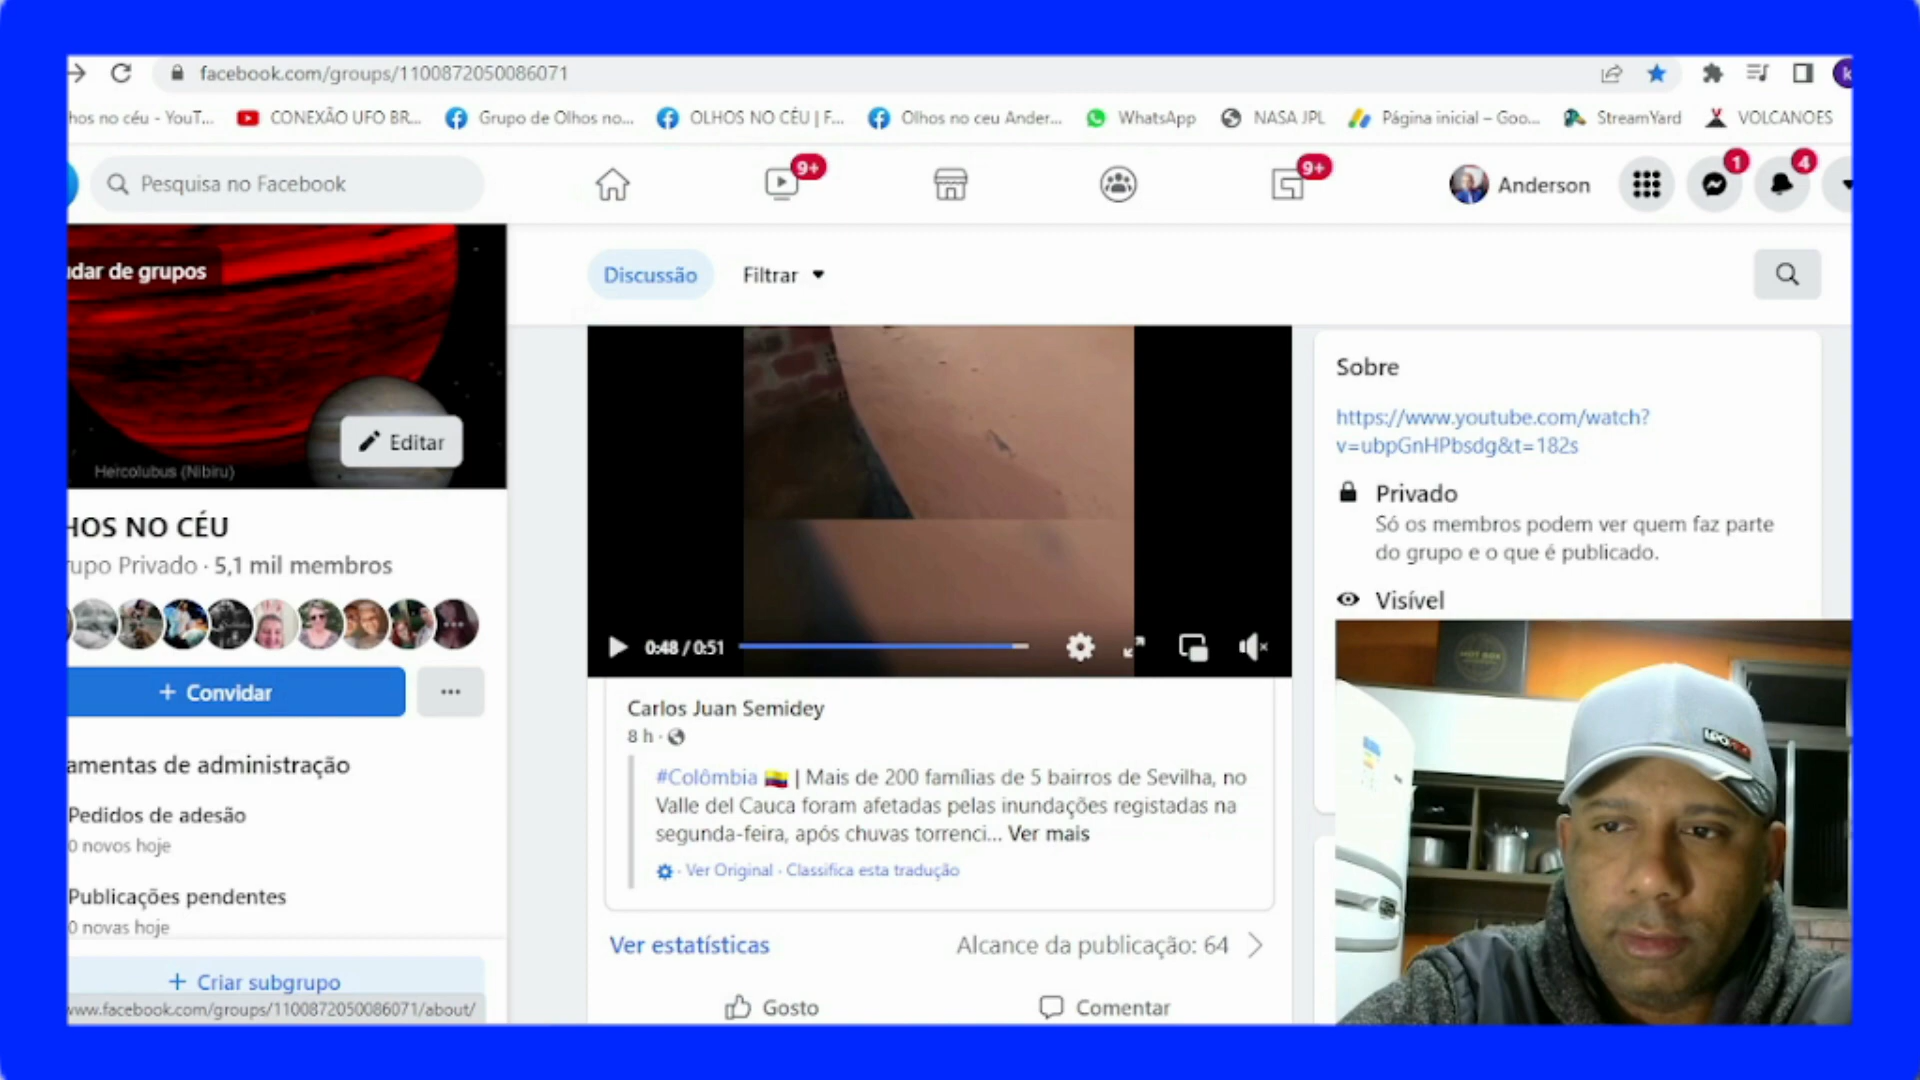 facebook.com/groups/1100872050086071
k
hos no céu - YouT...
CONEXÃO UFO BR...
Grupo de Olhos no...
OLHOS NO CÉU | F...
Olhos no ceu Ander...
WhatsApp
NASA JPL
Página inicial – Goo...
StreamYard
VOLCANOES
Pesquisa no Facebook
9+
9+
Anderson
1
4
dar de grupos
Editar
Hercolubus (Nibiru)
Discussão
Filtrar
HOS NO CÉU
upo Privado · 5,1 mil membros
+ Convidar
...
amentas de administração
Pedidos de adesão
0 novos hoje
Publicações pendentes
0 novas hoje
+ Criar subgrupo
www.facebook.com/groups/1100872050086071/about/
0:48 / 0:51
Carlos Juan Semidey
8 h ·
#Colômbia | Mais de 200 famílias de 5 bairros de Sevilha, no
Valle del Cauca foram afetadas pelas inundações registadas na
segunda-feira, após chuvas torrenci... Ver mais
· Ver Original · Classifica esta tradução
Ver estatísticas
Alcance da publicação: 64
Gosto
Comentar
Sobre
https://www.youtube.com/watch?
v=ubpGnHPbsdg&t=182s
Privado
Só os membros podem ver quem faz parte
do grupo e o que é publicado.
Visível